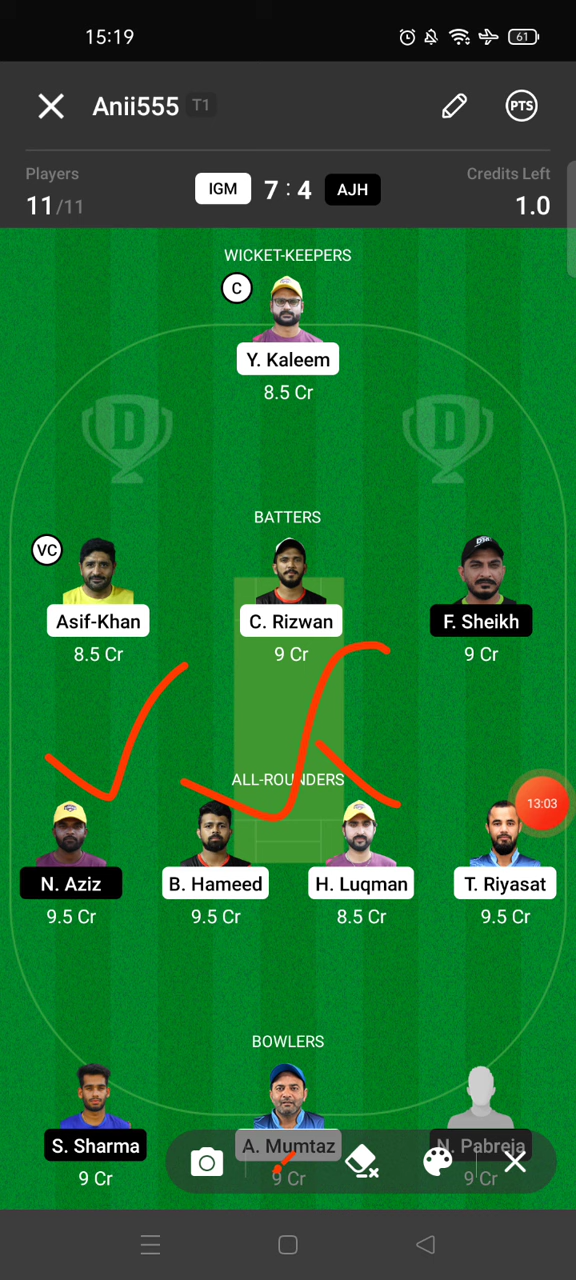 15:19
61
Anii555 T1
PTS
Players
Credits Left
11/11
IGM 7 : 4 AJH
1.0
WICKET-KEEPERS
C
Y. Kaleem
8.5 Cr
D D
BATTERS
VC
Asif-Khan C. Rizwan F. Sheikh
8.5 Cr 9 Cr 9 Cr
ALL-ROUNDERS
13:03
N. Aziz B. Hameed H. Luqman T. Riyasat
9.5 Cr 9.5 Cr 8.5 Cr 9.5 Cr
BOWLERS
S. Sharma A. Mumtaz N. Pabreja
9 Cr 9 Cr 9 Cr